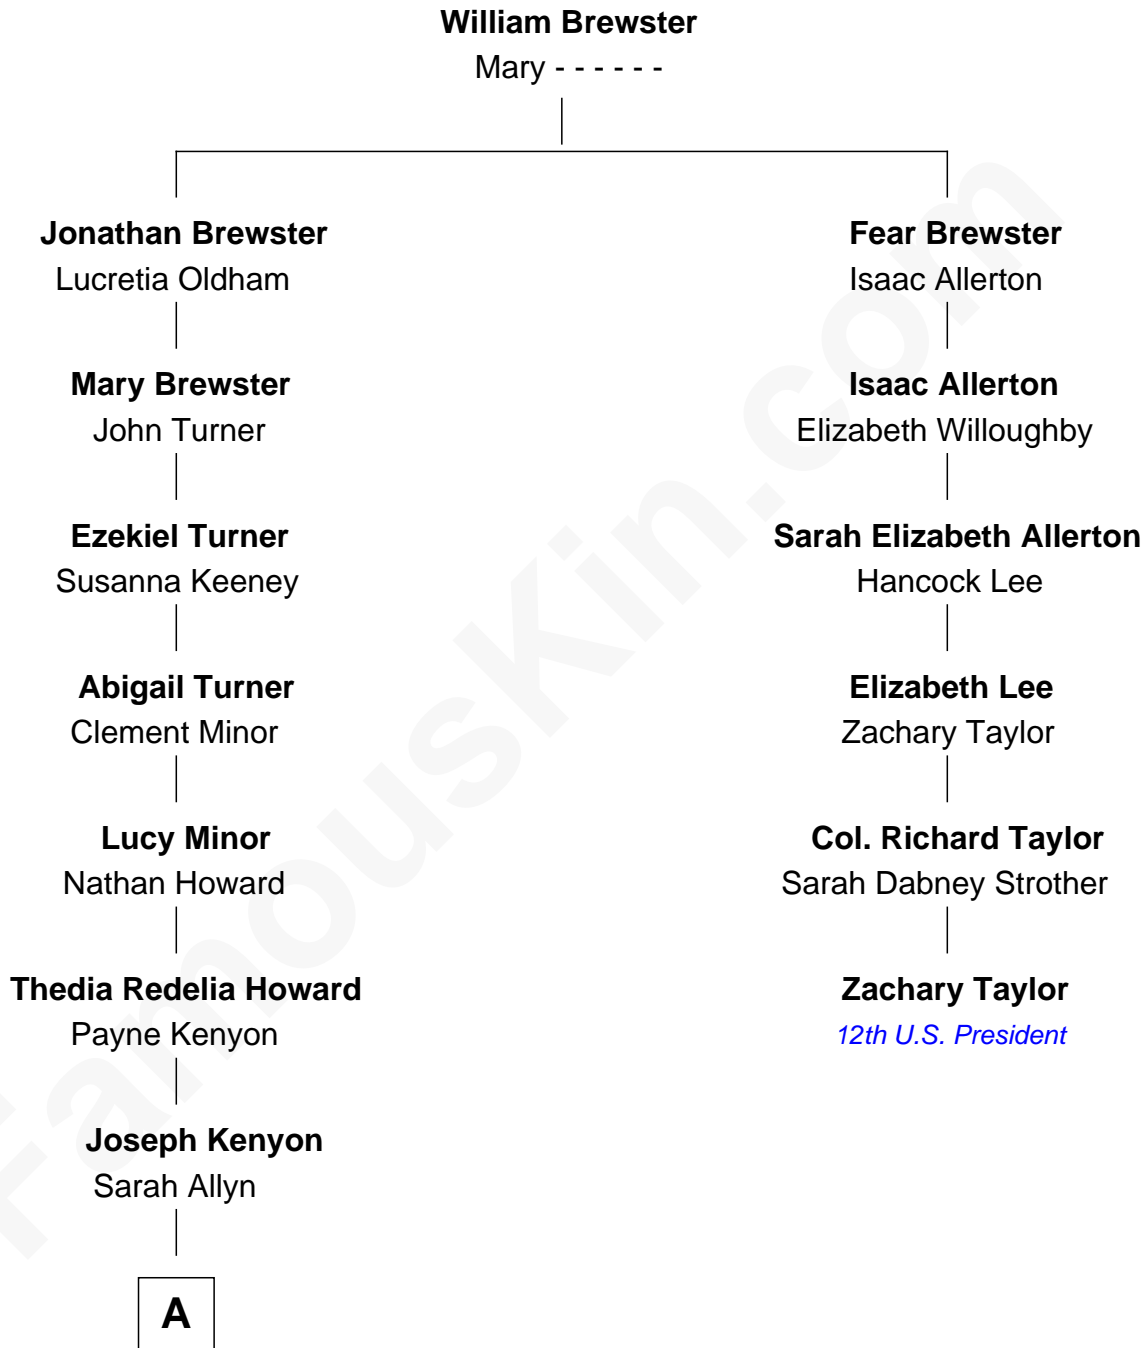 William Brewster
Mary - - - - - -
Jonathan Brewster
Lucretia Oldham
Fear Brewster
Isaac Allerton
Mary Brewster
John Turner
Isaac Allerton
Elizabeth Willoughby
Ezekiel Turner
Susanna Keeney
Sarah Elizabeth Allerton
Hancock Lee
Abigail Turner
Clement Minor
Elizabeth Lee
Zachary Taylor
Lucy Minor
Nathan Howard
Col. Richard Taylor
Sarah Dabney Strother
Thedia Redelia Howard
Payne Kenyon
Zachary Taylor
12th U.S. President
Joseph Kenyon
Sarah Allyn
A
FamousKin.com